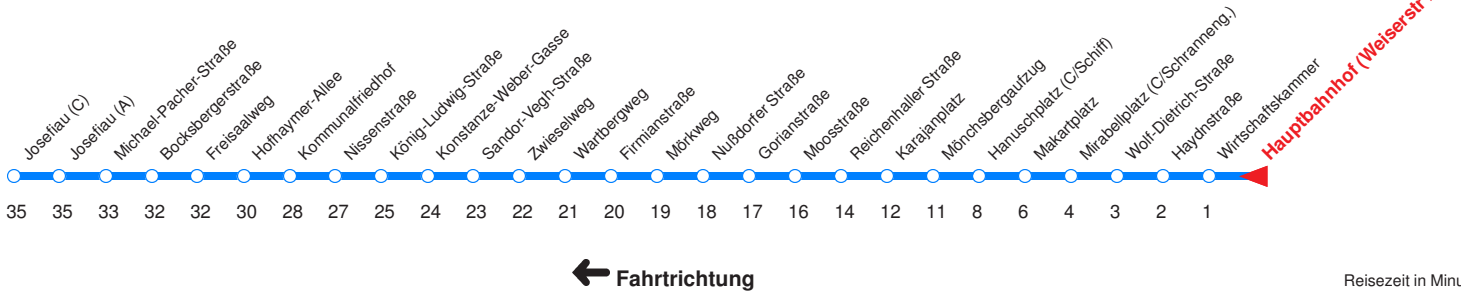 Josefiau (C)
Josefiau (A)
Michael-Pacher-Straße
Bocksbergerstraße
Freisaalweg
Hofhaymer-Allee
Kommunalfriedhof
Nissenstraße
König-Ludwig-Straße
Konstanze-Weber-Gasse
Sandor-Vegh-Straße
Zwieselweg
Wartbergweg
Firmianstraße
Mörkweg
Nußdorfer Straße
Gorianstraße
Moosstraße
Reichenhaller Straße
Karajanplatz
Mönchsbergaufzug
Hanuschplatz (C/Schiff)
Makartplatz
Mirabellplatz (C/Schranneng.)
Wolf-Dietrich-Straße
Haydnstraße
Wirtschaftskammer
Hauptbahnhof (Weiserstr
35 35 33 32 32 30 28 27 25 24 23 22 21 20 19 18 17 16 14 12 11 8 6 4 3 2 1
Fahrtrichtung
Reisezeit in Minu